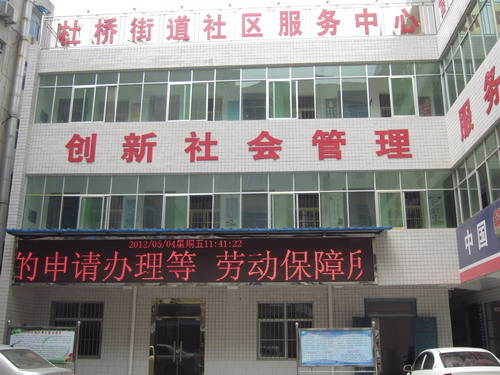 杜桥街道社区服务中心
创新社会管理
服务
2012/05/04星期五11:41:22
的申请办理等 劳动保障所
中国